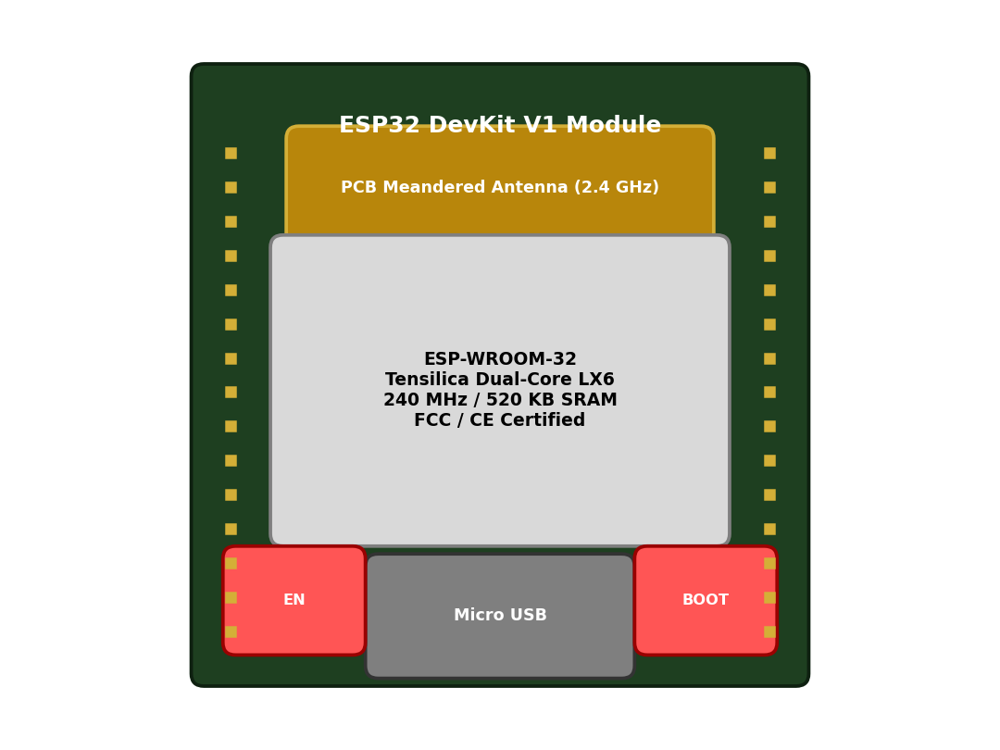 ESP32 DevKit V1 Module
PCB Meandered Antenna (2.4 GHz)
ESP-WROOM-32
Tensilica Dual-Core LX6
240 MHz / 520 KB SRAM
FCC / CE Certified
EN
Micro USB
BOOT